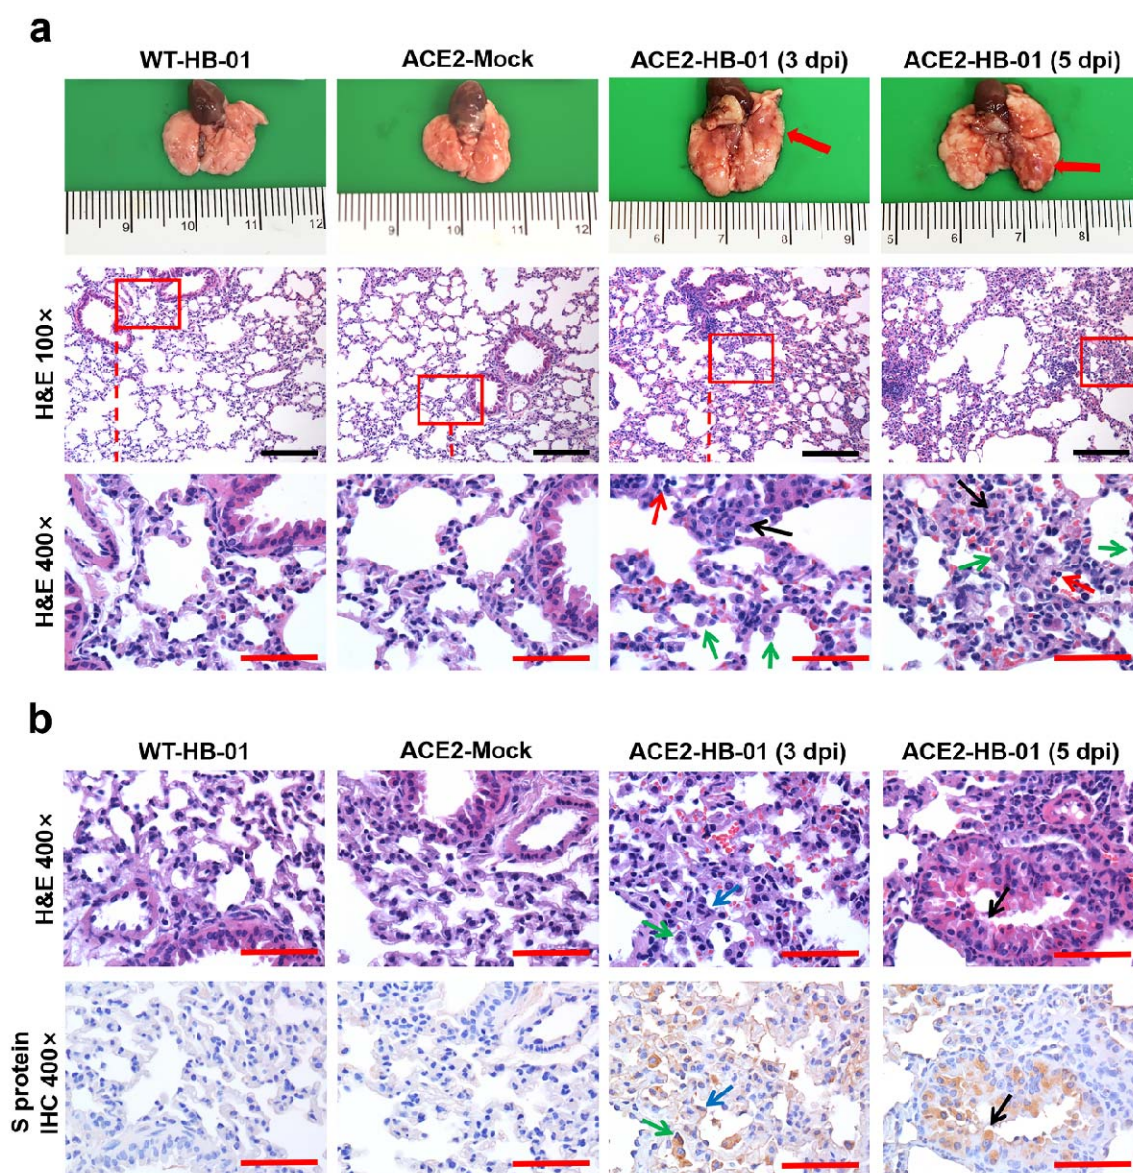 a
WT-HB-01 ACE2-Mock ACE2-HB-01 (3 dpi) ACE2-HB-01 (5 dpi)
9 10 11 12
9 10 11 12
6 7 8 9
5 6 7 8
H&E 100×
H&E 400×
b
WT-HB-01 ACE2-Mock ACE2-HB-01 (3 dpi) ACE2-HB-01 (5 dpi)
H&E 400×
S protein
IHC 400×